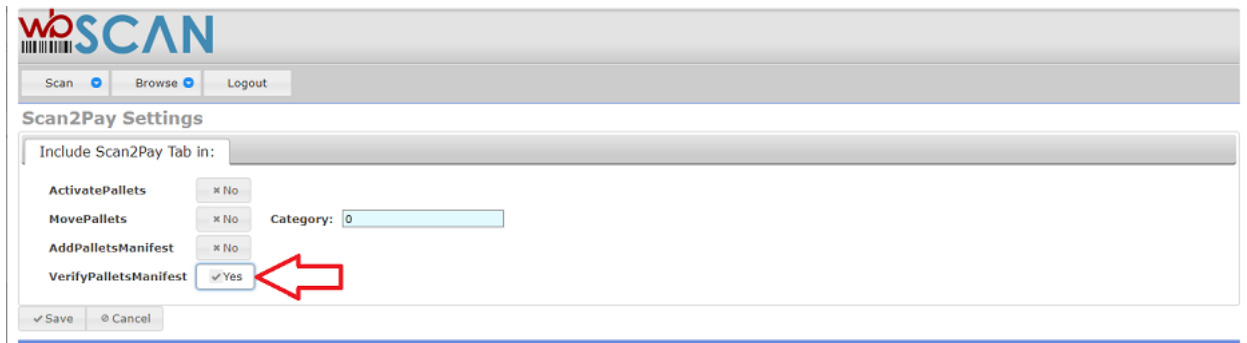 wbSCAN
Scan Browse Logout
Scan2Pay Settings
Include Scan2Pay Tab in:
ActivatePallets No
MovePallets No Category: 0
AddPalletsManifest No
VerifyPalletsManifest Yes
Save Cancel